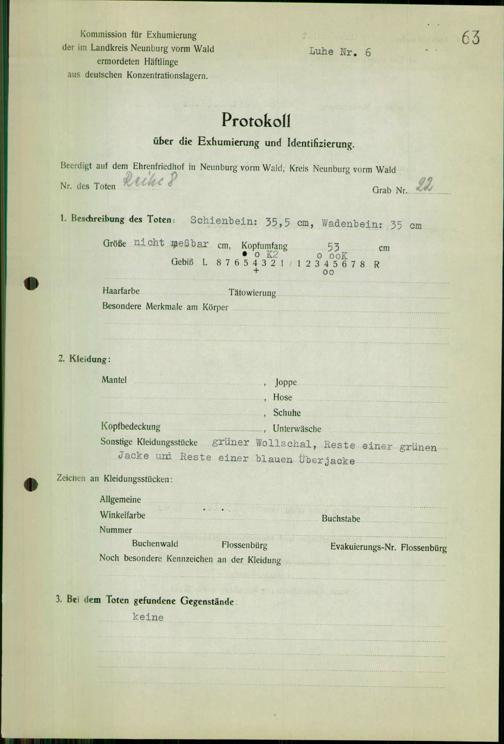 63
Kommission für Exhumierung
der im Landkreis Neunburg vorm Wald
ermordeten Häftlinge
aus deutschen Konzentrationslagern.
Luhe Nr. 6
Protokoll
über die Exhumierung und Identifizierung.
Beerdigt auf dem Ehrenfriedhof in Neunburg vorm Wald, Kreis Neunburg vorm Wald
Nr. des Toten Reihe 8 Grab Nr. 22
1. Beschreibung des Toten: Schienbein: 35,5 cm, Wadenbein: 35 cm
Größe nicht meßbar cm, Kopfumfang 53 cm
● o K2 o ooK
Gebiß L 8 7 6 5 4 3 2 1 / 1 2 3 4 5 6 7 8 R
+ oo
Haarfarbe Tätowierung
Besondere Merkmale am Körper
2. Kleidung:
Mantel , Joppe
, Hose
, Schuhe
Kopfbedeckung , Unterwäsche
Sonstige Kleidungsstücke grüner Wollschal, Reste einer grünen
Jacke und Reste einer blauen Überjacke
Zeichen an Kleidungsstücken:
Allgemeine
Winkelfarbe Buchstabe
Nummer
Buchenwald Flossenbürg Evakuierungs-Nr. Flossenbürg
Noch besondere Kennzeichen an der Kleidung
3. Bei dem Toten gefundene Gegenstände
keine